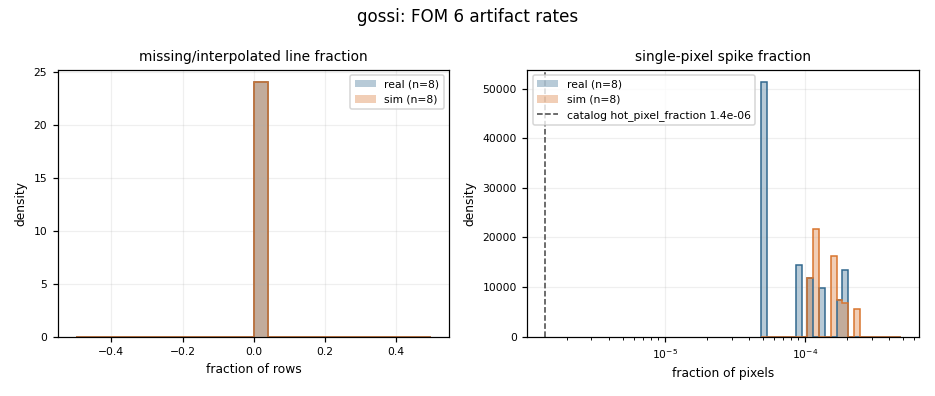 gossi: FOM 6 artifact rates
missing/interpolated line fraction
single-pixel spike fraction
real (n=8)
sim (n=8)
real (n=8)
sim (n=8)
catalog hot_pixel_fraction 1.4e-06
density
25
20
15
10
5
0
−0.4
−0.2
0.0
0.2
0.4
fraction of rows
density
50000
40000
30000
20000
10000
0
10⁻⁵
10⁻⁴
fraction of pixels